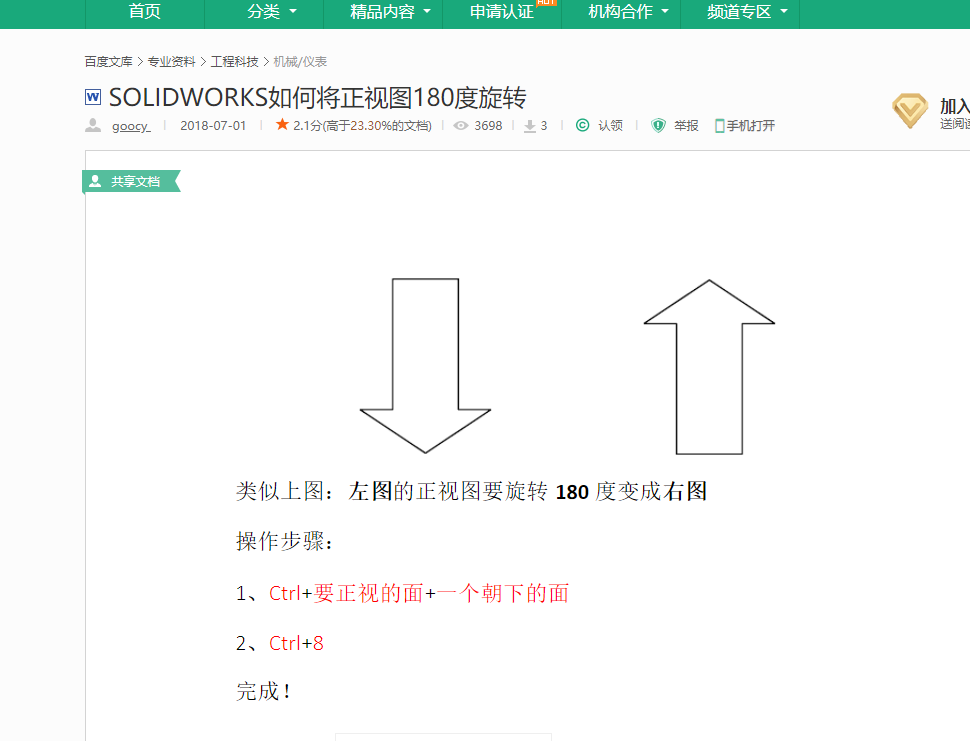 首页 分类 精品内容 申请认证 HOT 机构合作 频道专区
百度文库 > 专业资料 > 工程科技 > 机械/仪表
W SOLIDWORKS如何将正视图180度旋转
goocy 2018-07-01 2.1分(高于23.30%的文档) 3698 3 认领 举报 手机打开
加入
送阅读
共享文档
类似上图：左图的正视图要旋转 180 度变成右图
操作步骤：
1、Ctrl+要正视的面+一个朝下的面
2、Ctrl+8
完成！